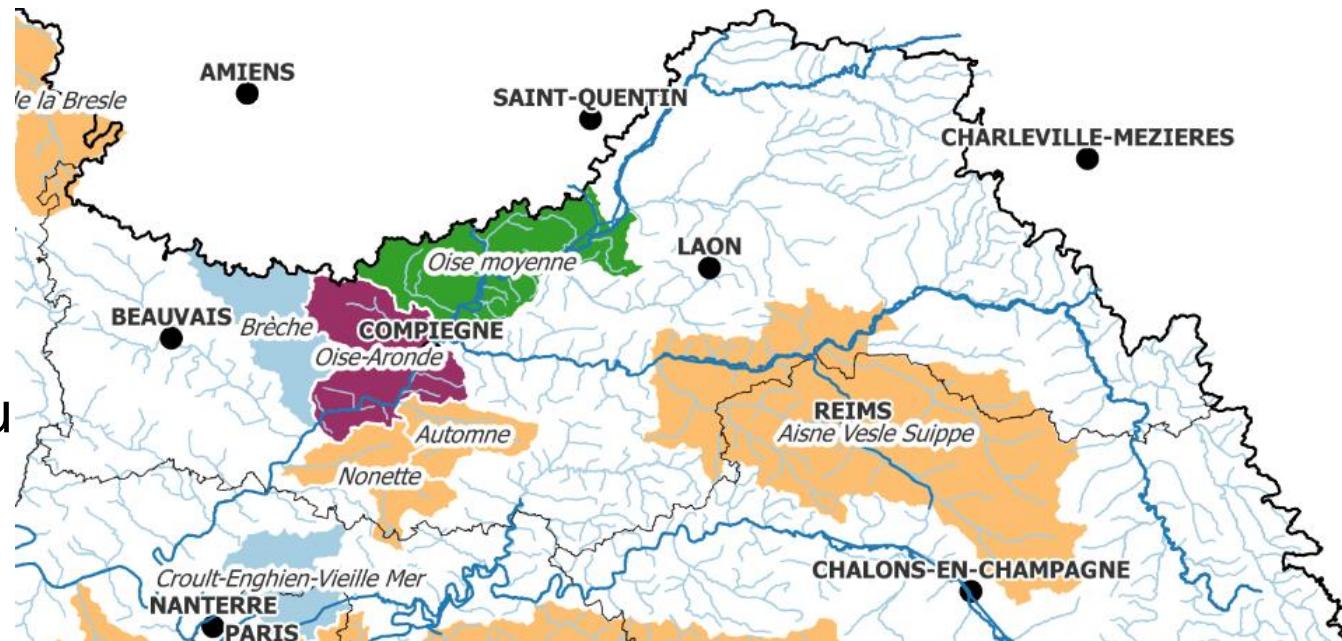 AMIENS
de la Bresle
SAINT-QUENTIN
CHARLEVILLE-MEZIERES
LAON
Oise moyenne
BEAUVAIS
Brèche
COMPIEGNE
Oise-Aronde
u
REIMS
Automne
Aisne Vesle Suippe
Nonette
CHALONS-EN-CHAMPAGNE
Croult-Enghien-Vieille Mer
NANTERRE
PARIS